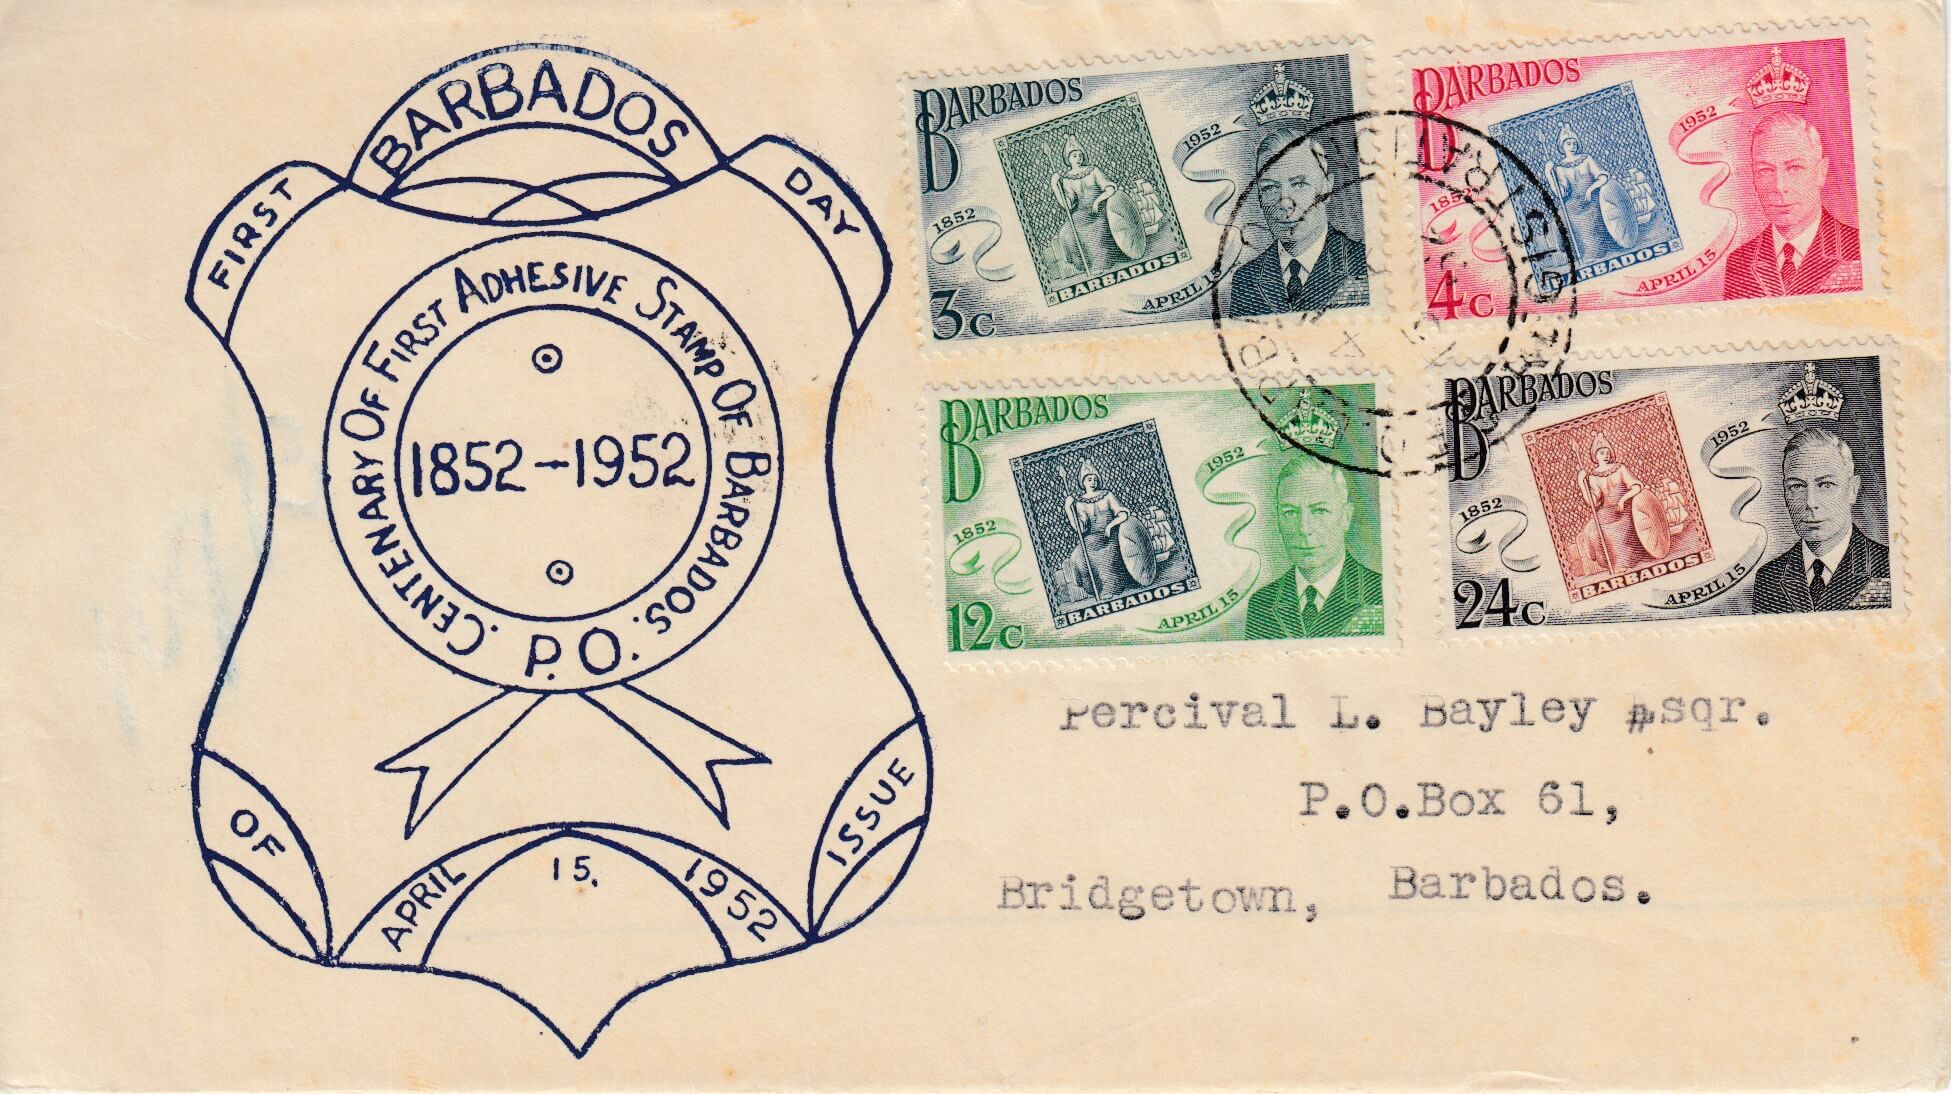 BARBADOS
FIRST DAY
CENTENARY OF FIRST ADHESIVE STAMP OF BARBADOS.
1852-1952
P.O.
OF ISSUE
APRIL 15. 1952
BARBADOS
1852
1952
BARBADOS
APRIL 15
3c
BARBADOS
1852
1952
BARBADOS
APRIL 15
4c
BARBADOS
1852
1952
BARBADOS
APRIL 15
12c
BARBADOS
1852
1952
BARBADOS
APRIL 15
24c
Percival L. Bayley Esqr.
P.O.Box 61,
Bridgetown, Barbados.